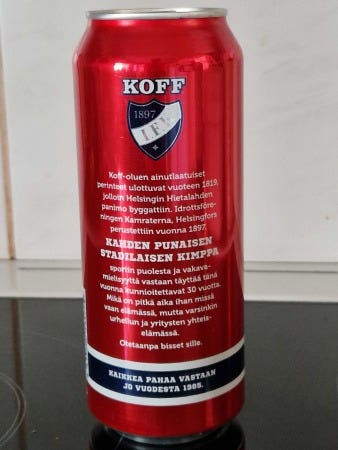 KOFF
1897
I.F.K
Koff-oluen ainutlaatuiset
perinteet ulottuvat vuoteen 1819,
jolloin Helsingin Hietalahden
panimo byggattiin. Idrottsföre-
ningen Kamraterna, Helsingfors
perustettiin vuonna 1897.
KAHDEN PUNAISEN
STADILAISEN KIMPPA
sportin puolesta ja vakava-
mielisyyttä vastaan täyttää tänä
vuonna kunnioitettavat 30 vuotta.
Mikä on pitkä aika ihan missä
vaan elämässä, mutta varsinkin
urheilun ja yritysten yhteis-
elämässä.
Otetaanpa bisset sille.
KAIKKEA PAHAA VASTAAN
JO VUODESTA 1985.